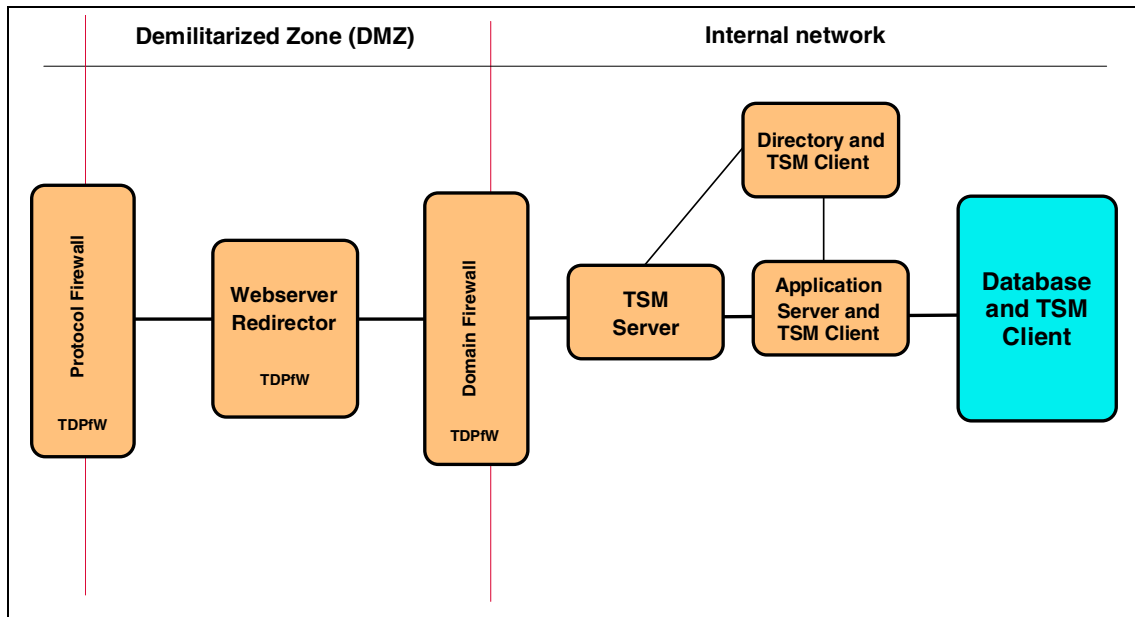 Demilitarized Zone (DMZ)
Internal network
Protocol Firewall
TDPfW
Webserver
Redirector
TDPfW
Domain Firewall
TDPfW
TSM
Server
Directory and
TSM Client
Application
Server and
TSM Client
Database
and TSM
Client